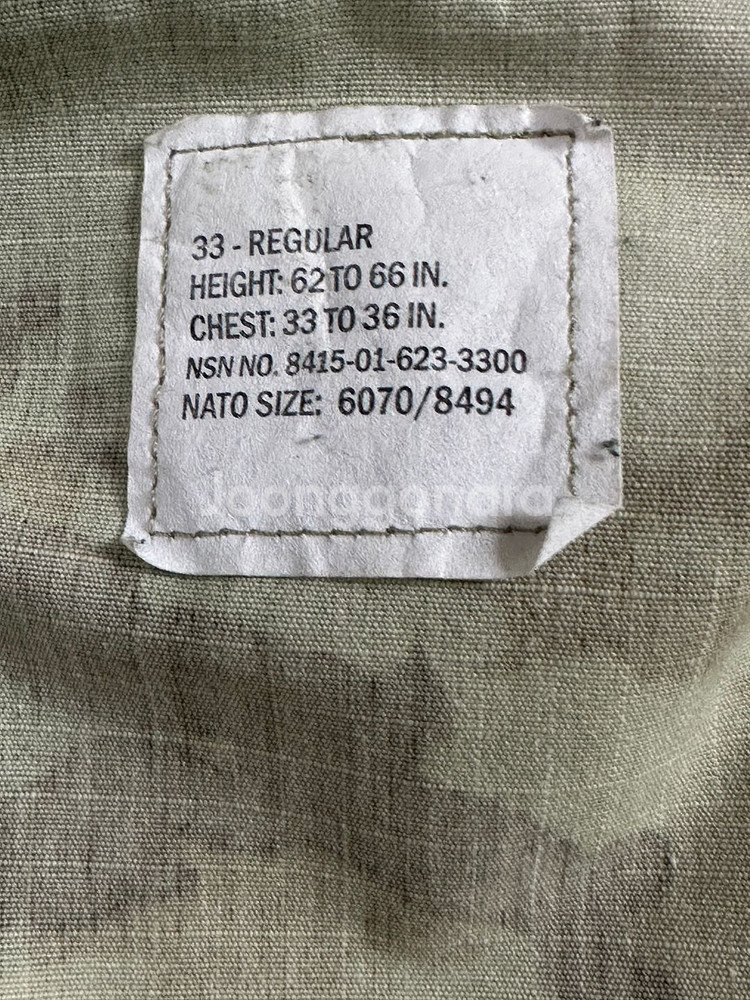 33 - REGULAR
HEIGHT: 62 TO 66 IN.
CHEST: 33 TO 36 IN.
NSN NO. 8415-01-623-3300
NATO SIZE: 6070/8494
Joonggonara